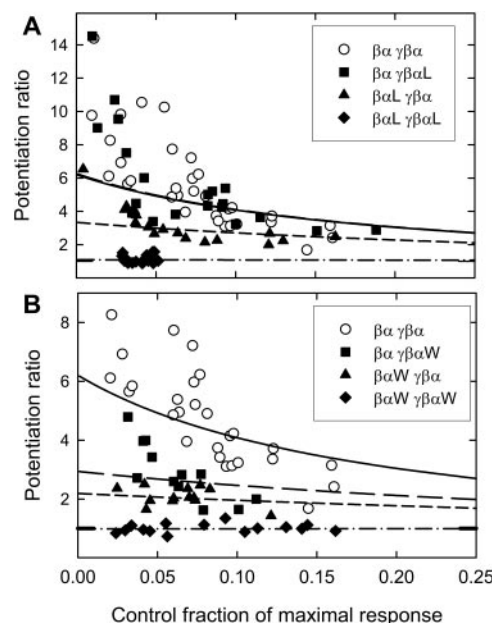 A
14
12
10
8
6
4
2
Potentiation ratio
βα γβα
βα γβαL
βαL γβα
βαL γβαL
B
8
6
4
2
Potentiation ratio
βα γβα
βα γβαW
βαW γβα
βαW γβαW
0.00 0.05 0.10 0.15 0.20 0.25
Control fraction of maximal response